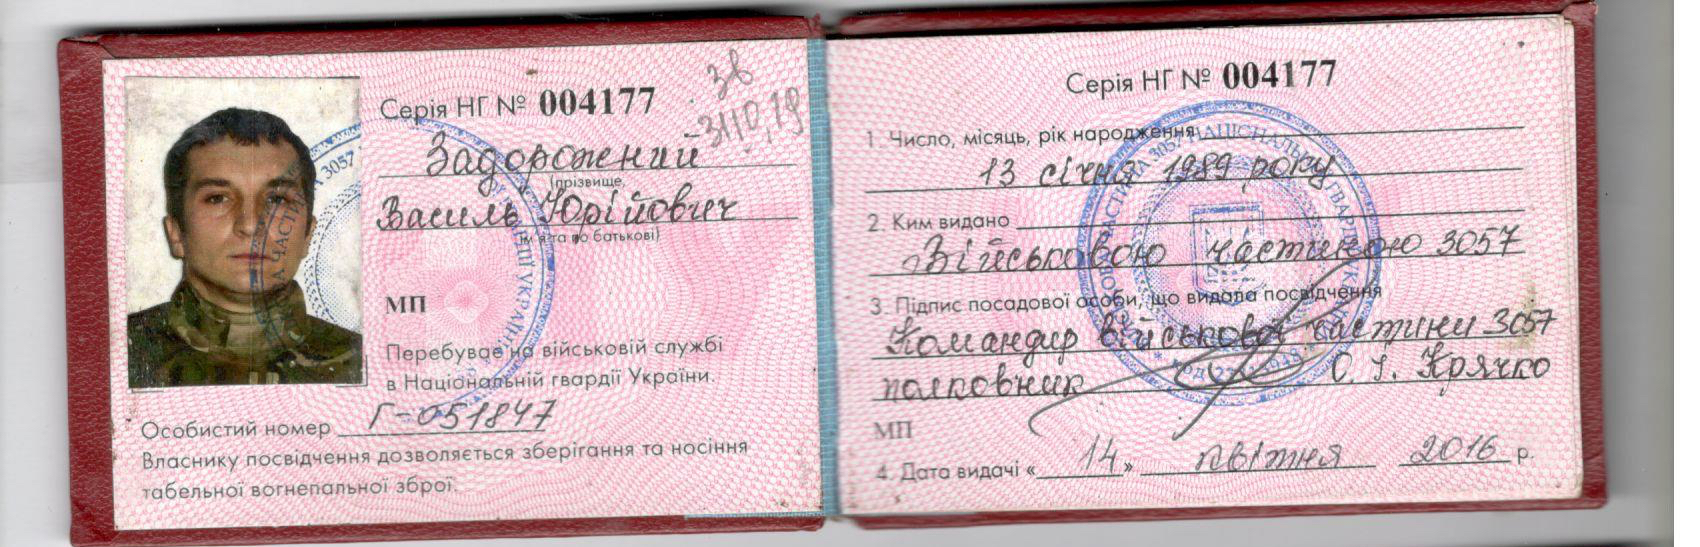 Серія НГ № 004177
зв
31.10.19
Задорожний
(прізвище,
Василь Юрійович
ім'я та по батькові)
МП
Перебуває на військовій службі
в Національній гвардії України.
Особистий номер Г-051847
Власнику посвідчення дозволяється зберігання та носіння
табельної вогнепальної зброї.
Серія НГ № 004177
1. Число, місяць, рік народження
13 січня 1989 року
2. Ким видано
Військовою частиною 3057
3. Підпис посадової особи, що видала посвідчення
Командир військової частини 3057
полковник О. І. Крячко
МП
4. Дата видачі «14» квітня 2016 р.